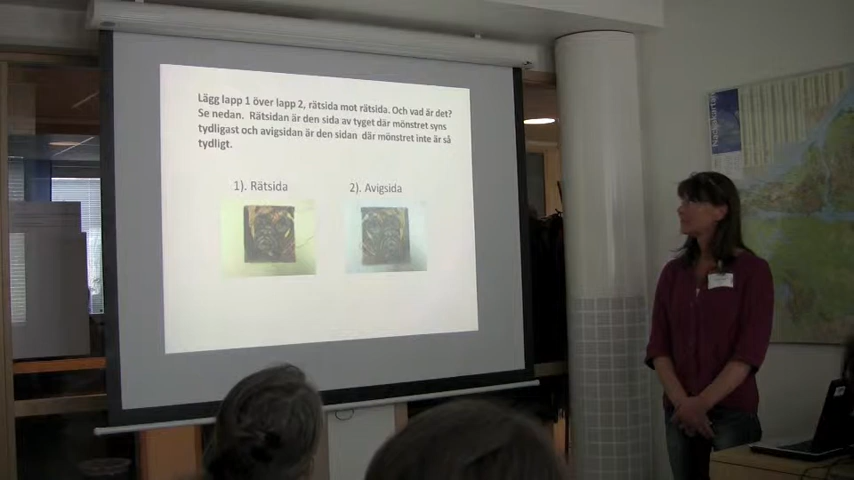 Lägg lapp 1 över lapp 2, rätsida mot rätsida. Och vad är det?
Se nedan. Rätsidan är den sida av tyget där mönstret syns
tydligast och avigsidan är den sidan där mönstret inte är så
tydligt.
1). Rätsida
2). Avigsida